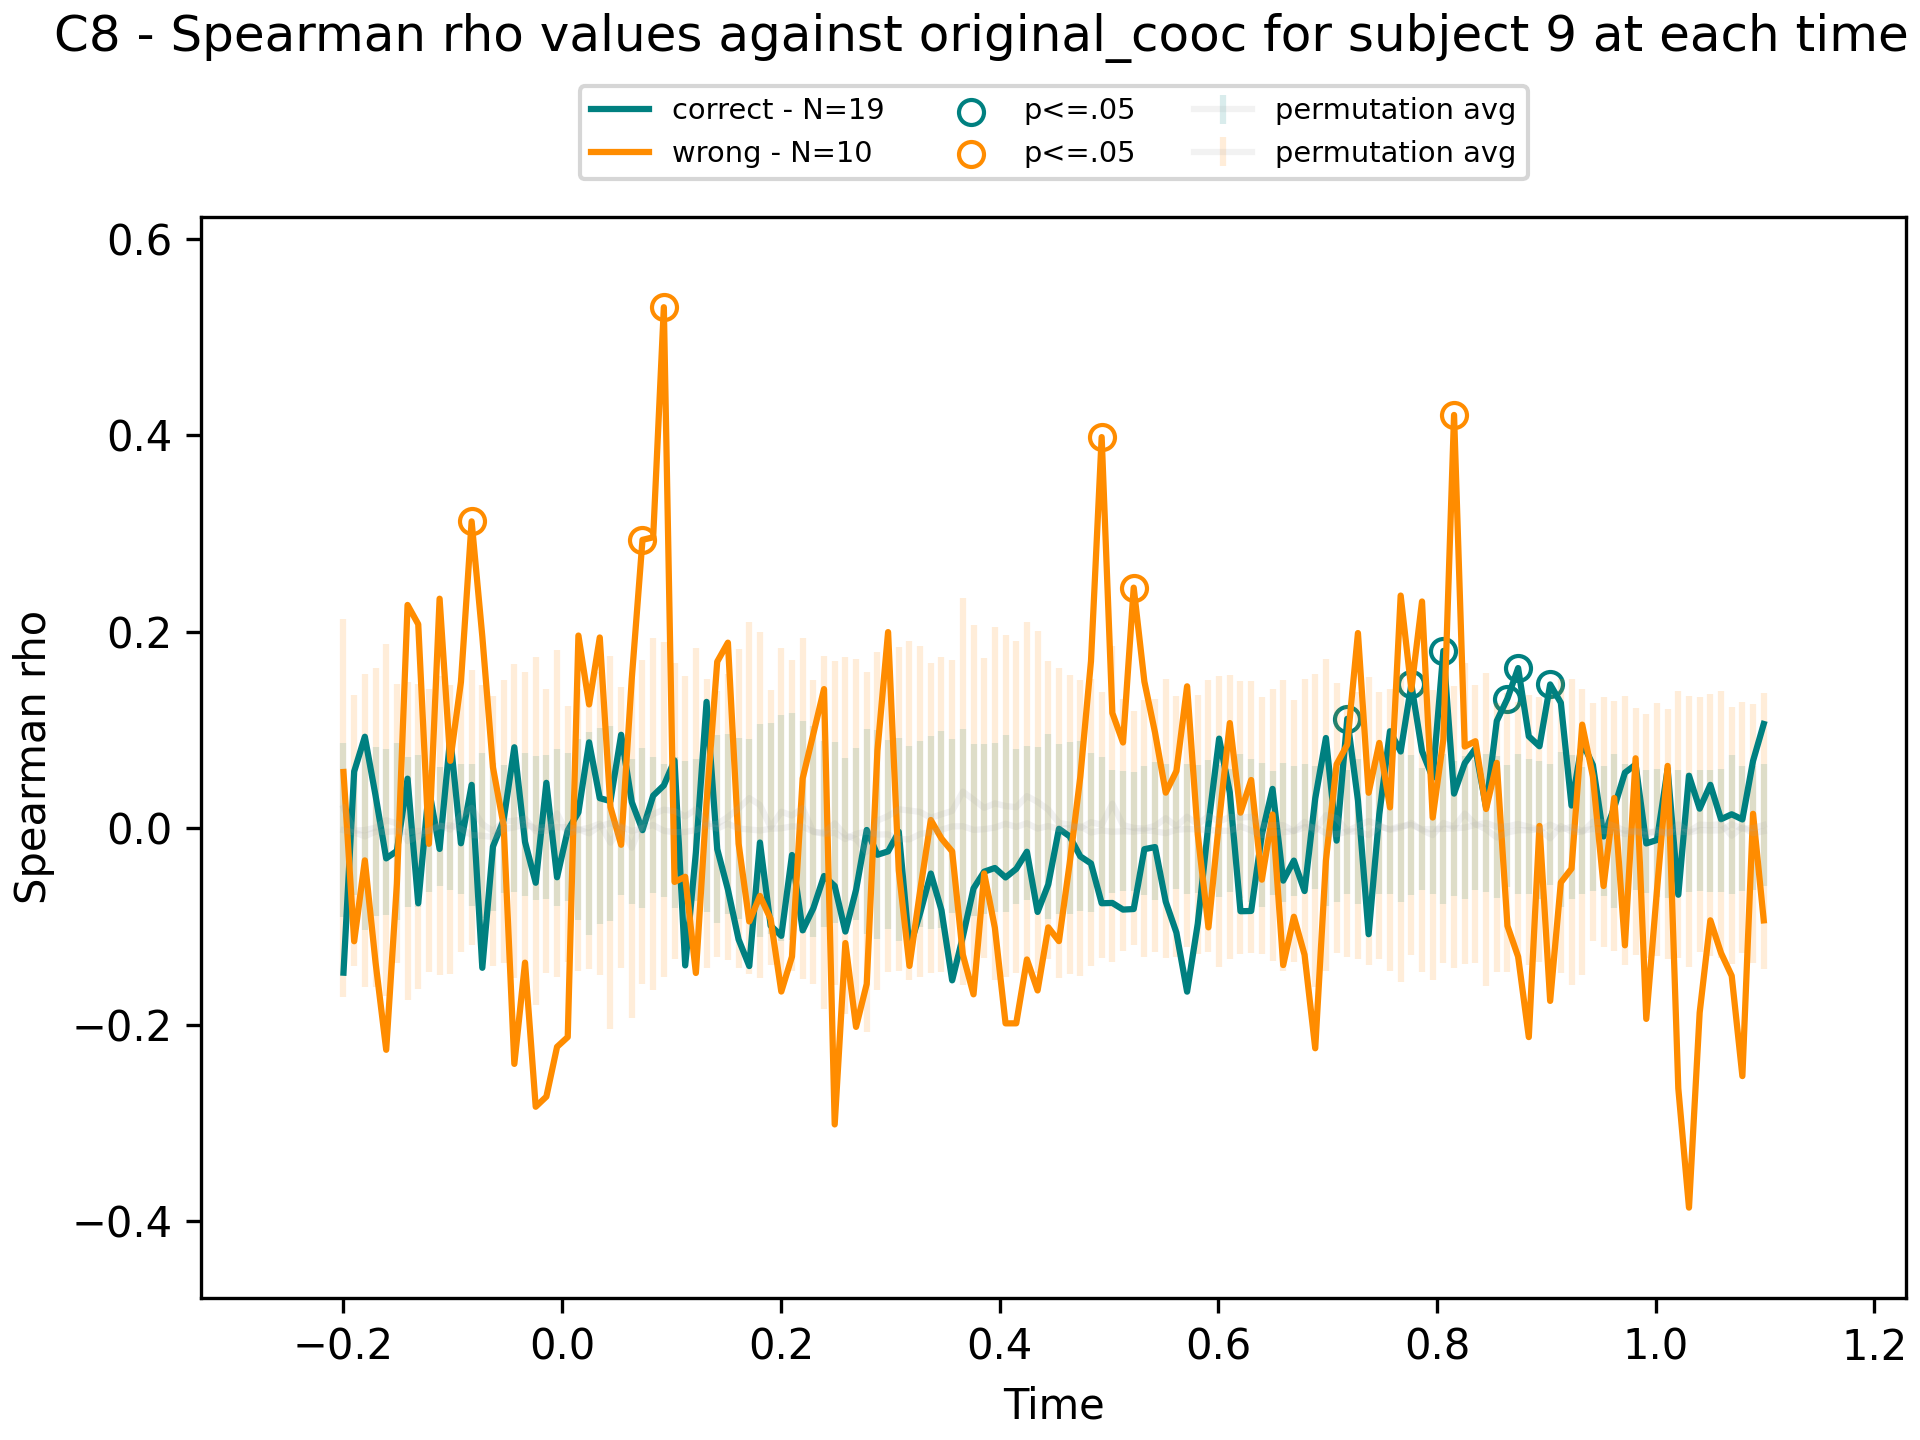 C8 - Spearman rho values against original_cooc for subject 9 at each time
correct - N=19
wrong - N=10
p<=.05
p<=.05
permutation avg
permutation avg
Spearman rho
0.6
0.4
0.2
0.0
−0.2
−0.4
−0.2
0.0
0.2
0.4
0.6
0.8
1.0
1.2
Time